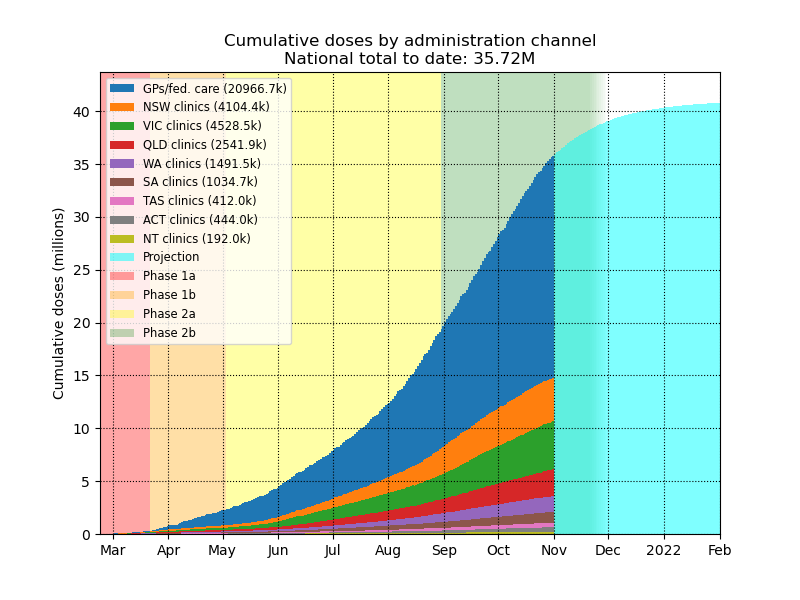 Cumulative doses by administration channel
National total to date: 35.72M
Cumulative doses (millions)
40
35
30
25
20
15
10
5
0
GPs/fed. care (20966.7k)
NSW clinics (4104.4k)
VIC clinics (4528.5k)
QLD clinics (2541.9k)
WA clinics (1491.5k)
SA clinics (1034.7k)
TAS clinics (412.0k)
ACT clinics (444.0k)
NT clinics (192.0k)
Projection
Phase 1a
Phase 1b
Phase 2a
Phase 2b
Mar Apr May Jun Jul Aug Sep Oct Nov Dec 2022 Feb